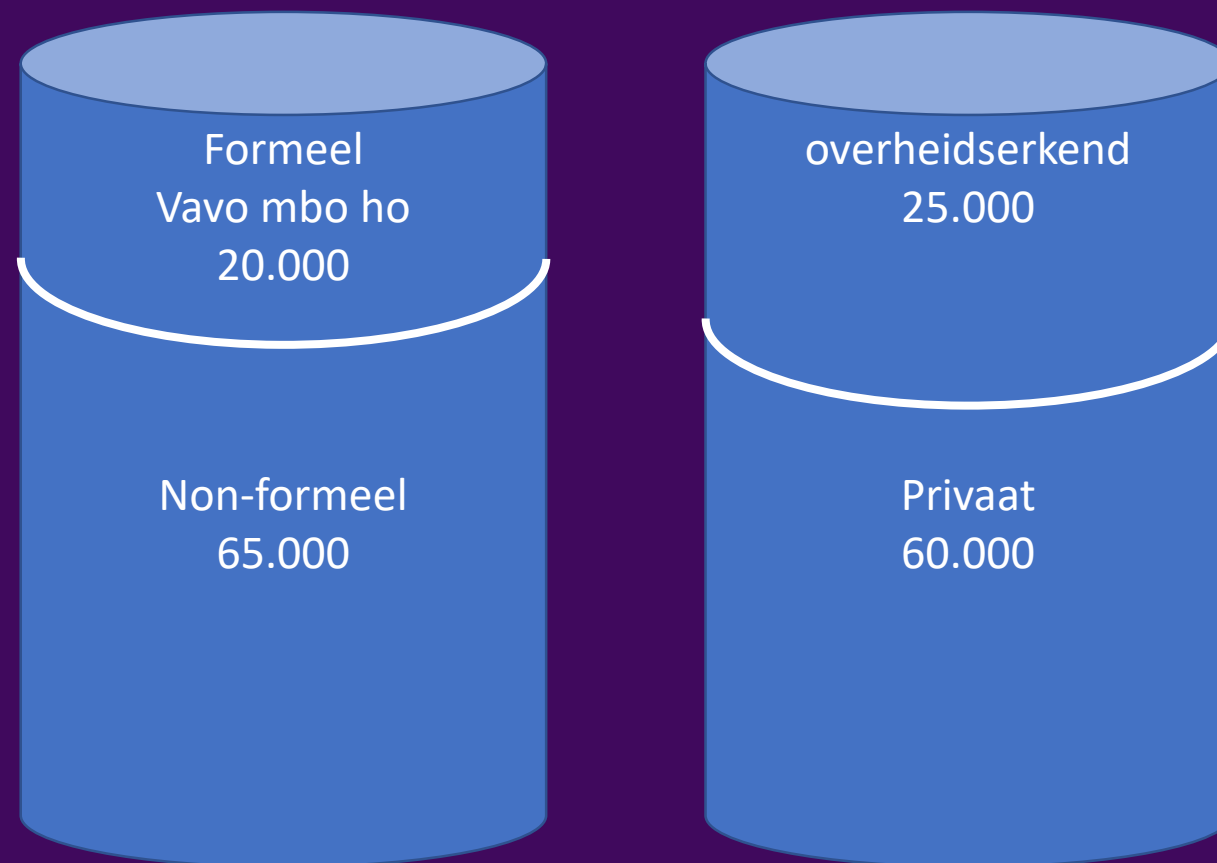 Formeel
Vavo mbo ho
20.000
Non-formeel
65.000
overheidserkend
25.000
Privaat
60.000